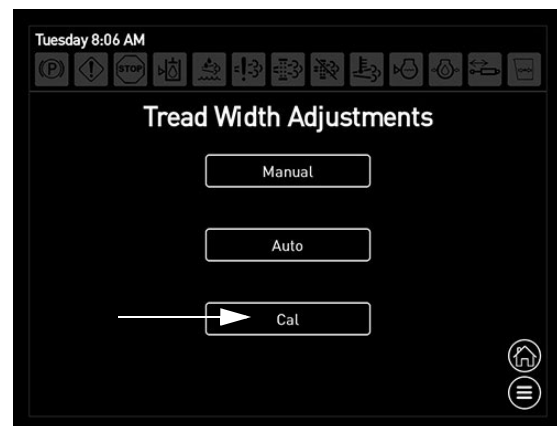 Tuesday 8:06 AM
(P) STOP
Tread Width Adjustments
Manual
Auto
Cal